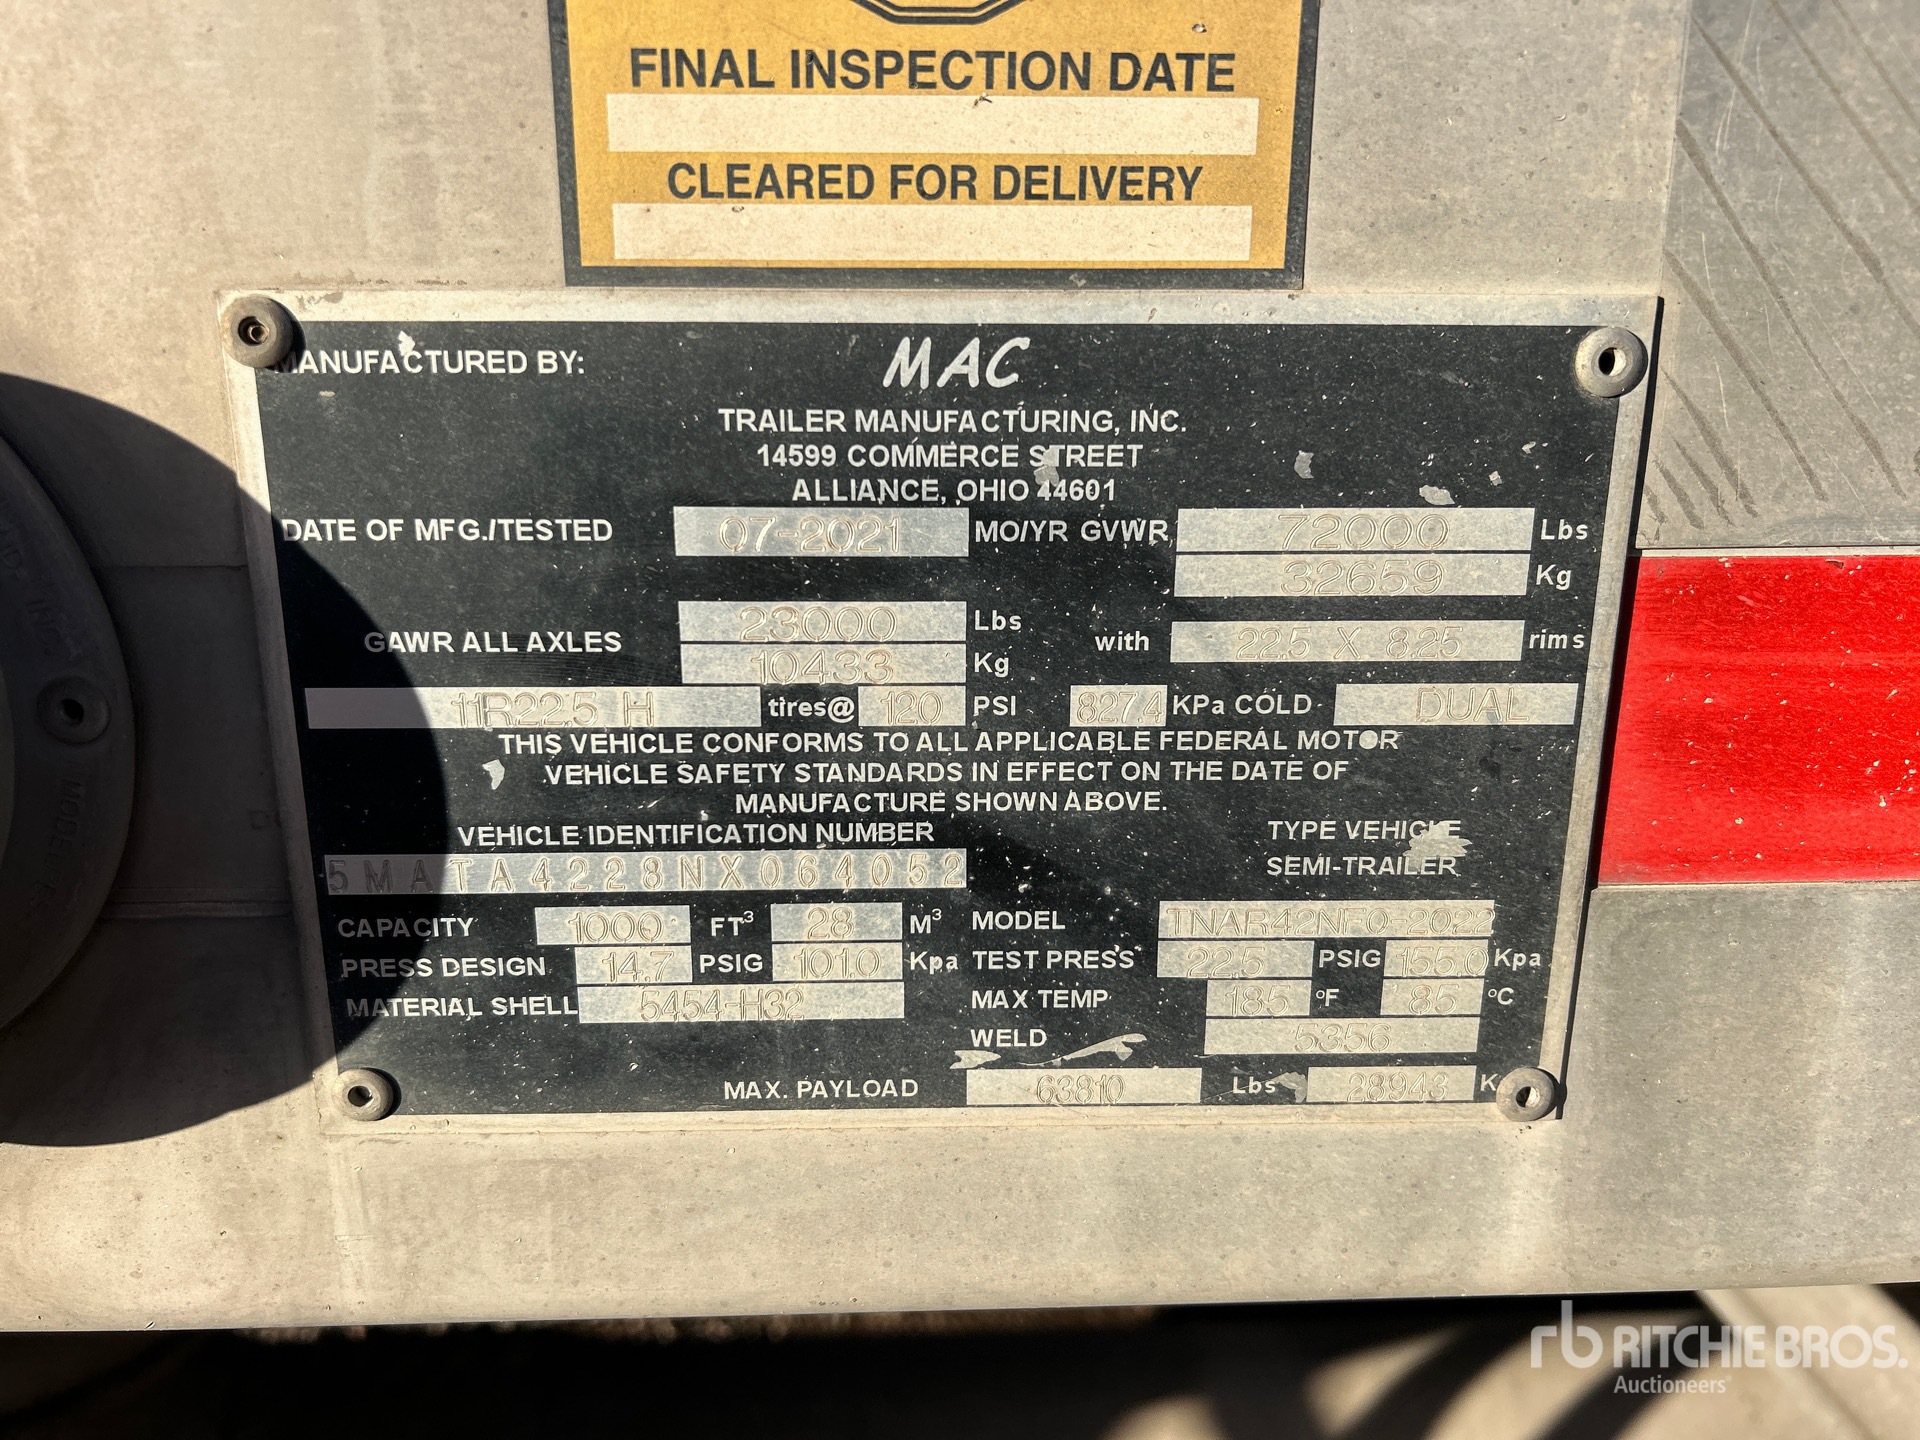 FINAL INSPECTION DATE
CLEARED FOR DELIVERY
MANUFACTURED BY: MAC
TRAILER MANUFACTURING, INC.
14599 COMMERCE STREET
ALLIANCE, OHIO 44601
DATE OF MFG./TESTED 07-2021 MO/YR GVWR 72000 Lbs
32659 Kg
GAWR ALL AXLES 23000 Lbs with 22.5 X 8.25 rims
10433 Kg
11R22.5 H tires@ 120 PSI 827.4 KPa COLD DUAL
THIS VEHICLE CONFORMS TO ALL APPLICABLE FEDERAL MOTOR
VEHICLE SAFETY STANDARDS IN EFFECT ON THE DATE OF
MANUFACTURE SHOWN ABOVE.
VEHICLE IDENTIFICATION NUMBER TYPE VEHICLE
5MATA4228NX064052 SEMI-TRAILER
CAPACITY 1000 FT³ 28 M³ MODEL TNAR42NF0-2022
PRESS DESIGN 14.7 PSIG 101.0 Kpa TEST PRESS 22.5 PSIG 155.0 Kpa
MATERIAL SHELL 5454-H32 MAX TEMP 185 °F 85 °C
WELD 5356
MAX. PAYLOAD 63810 Lbs 28943 K
rb RITCHIE BROS.
Auctioneers